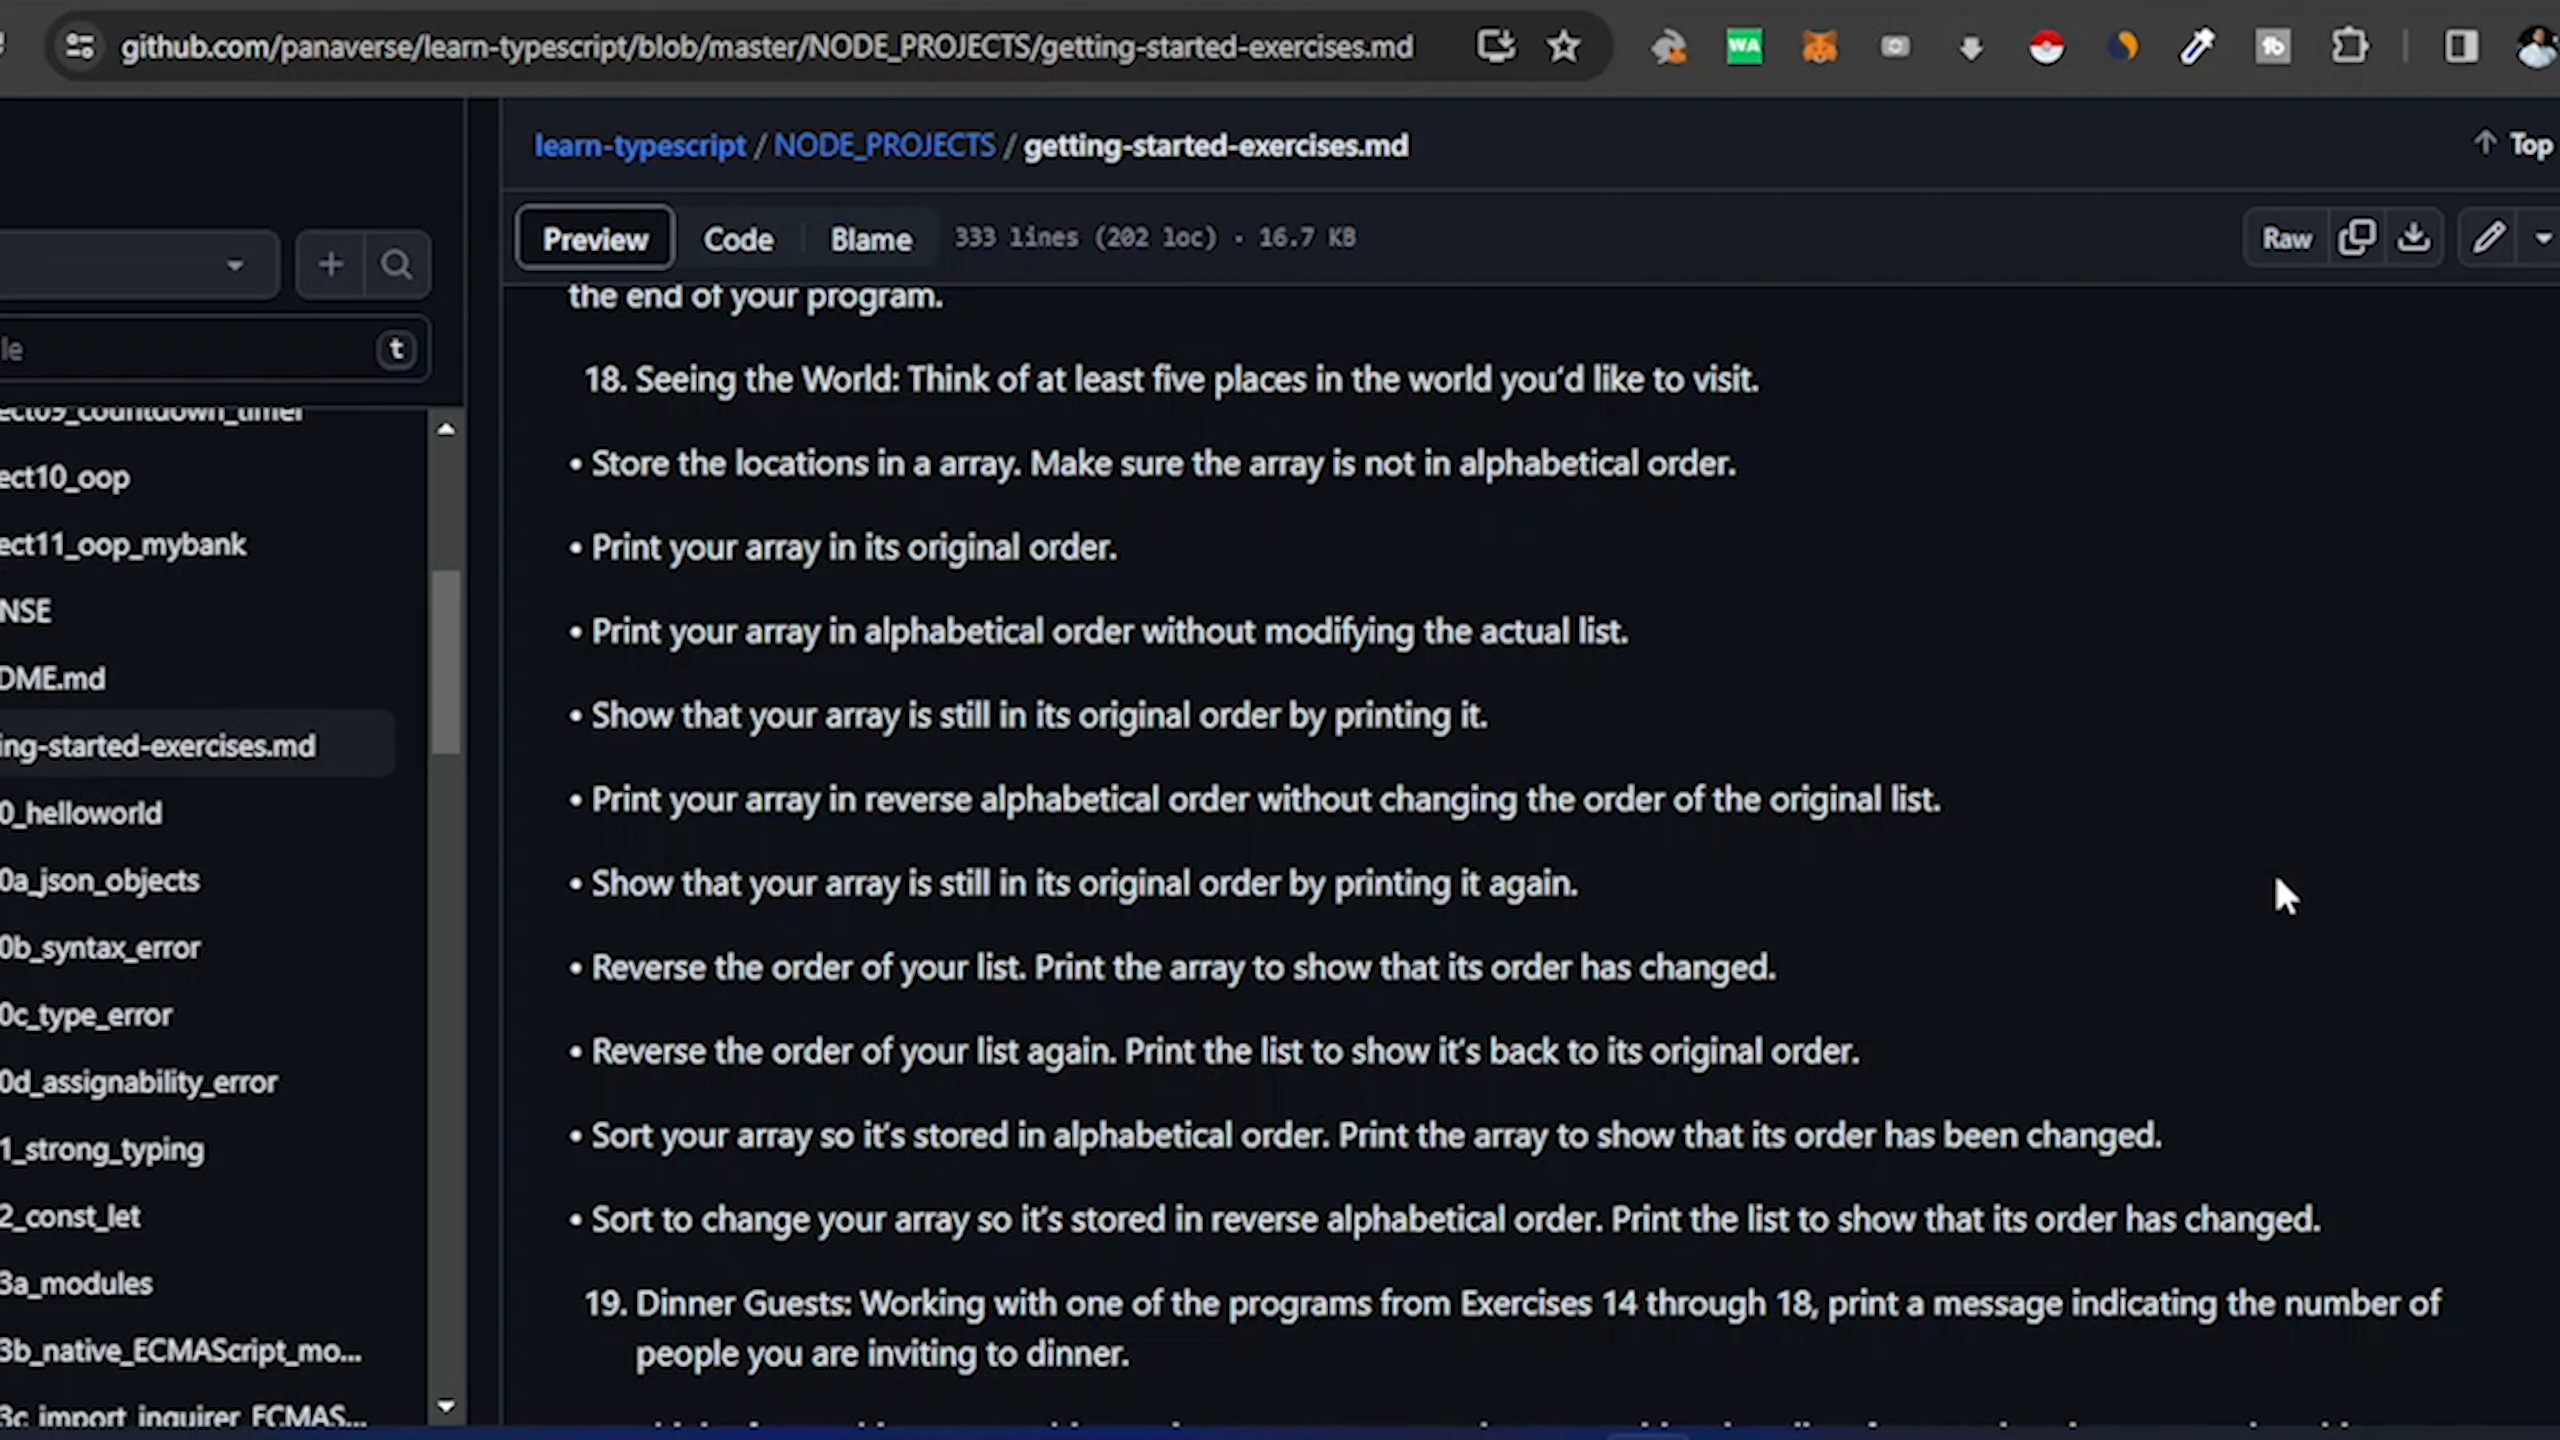 github.com/panaverse/learn-typescript/blob/master/NODE_PROJECTS/getting-started-exercises.md
WA
learn-typescript / NODE_PROJECTS / getting-started-exercises.md
Top
Preview
Code
Blame
333 lines (202 loc) · 16.7 KB
Raw
le
t
ect09_countdown_timer
ect10_oop
ect11_oop_mybank
NSE
DME.md
ing-started-exercises.md
0_helloworld
0a_json_objects
0b_syntax_error
0c_type_error
0d_assignability_error
1_strong_typing
2_const_let
3a_modules
3b_native_ECMAScript_mo...
3c_import_inquirer_ECMAS...
the end of your program.
18. Seeing the World: Think of at least five places in the world you'd like to visit.
• Store the locations in a array. Make sure the array is not in alphabetical order.
• Print your array in its original order.
• Print your array in alphabetical order without modifying the actual list.
• Show that your array is still in its original order by printing it.
• Print your array in reverse alphabetical order without changing the order of the original list.
• Show that your array is still in its original order by printing it again.
• Reverse the order of your list. Print the array to show that its order has changed.
• Reverse the order of your list again. Print the list to show it's back to its original order.
• Sort your array so it's stored in alphabetical order. Print the array to show that its order has been changed.
• Sort to change your array so it's stored in reverse alphabetical order. Print the list to show that its order has changed.
19. Dinner Guests: Working with one of the programs from Exercises 14 through 18, print a message indicating the number of
people you are inviting to dinner.